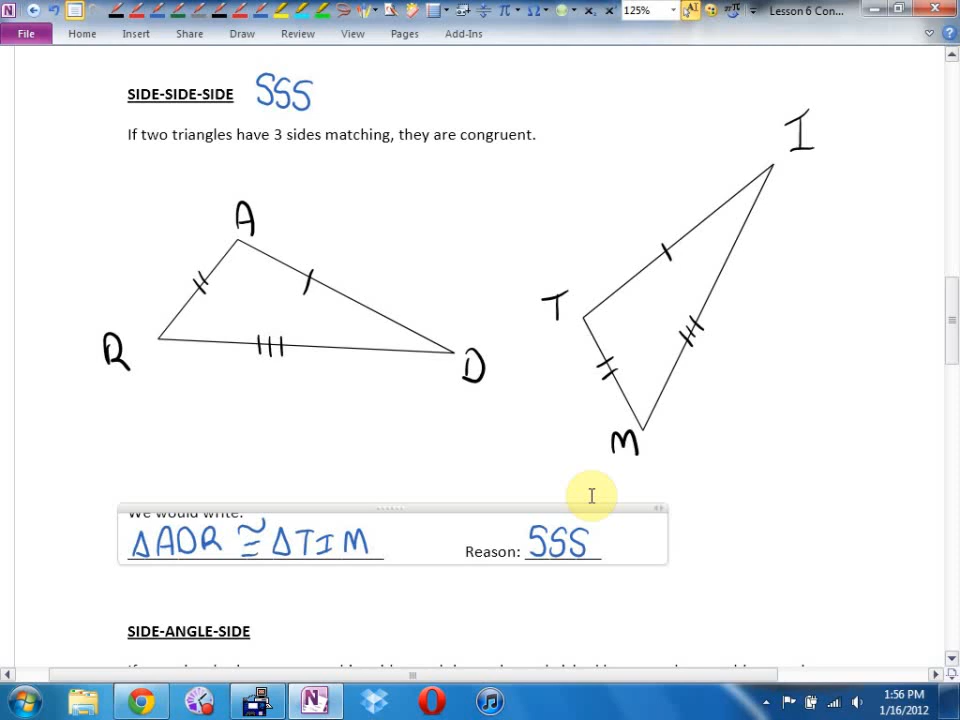 125%
Lesson 6 Con...
File Home Insert Share Draw Review View Pages Add-Ins
SIDE-SIDE-SIDE SSS
If two triangles have 3 sides matching, they are congruent.
I
A
T
R
D
M
We would write:
ΔADR ≅ ΔTIM Reason: SSS
SIDE-ANGLE-SIDE
1:56 PM
1/16/2012